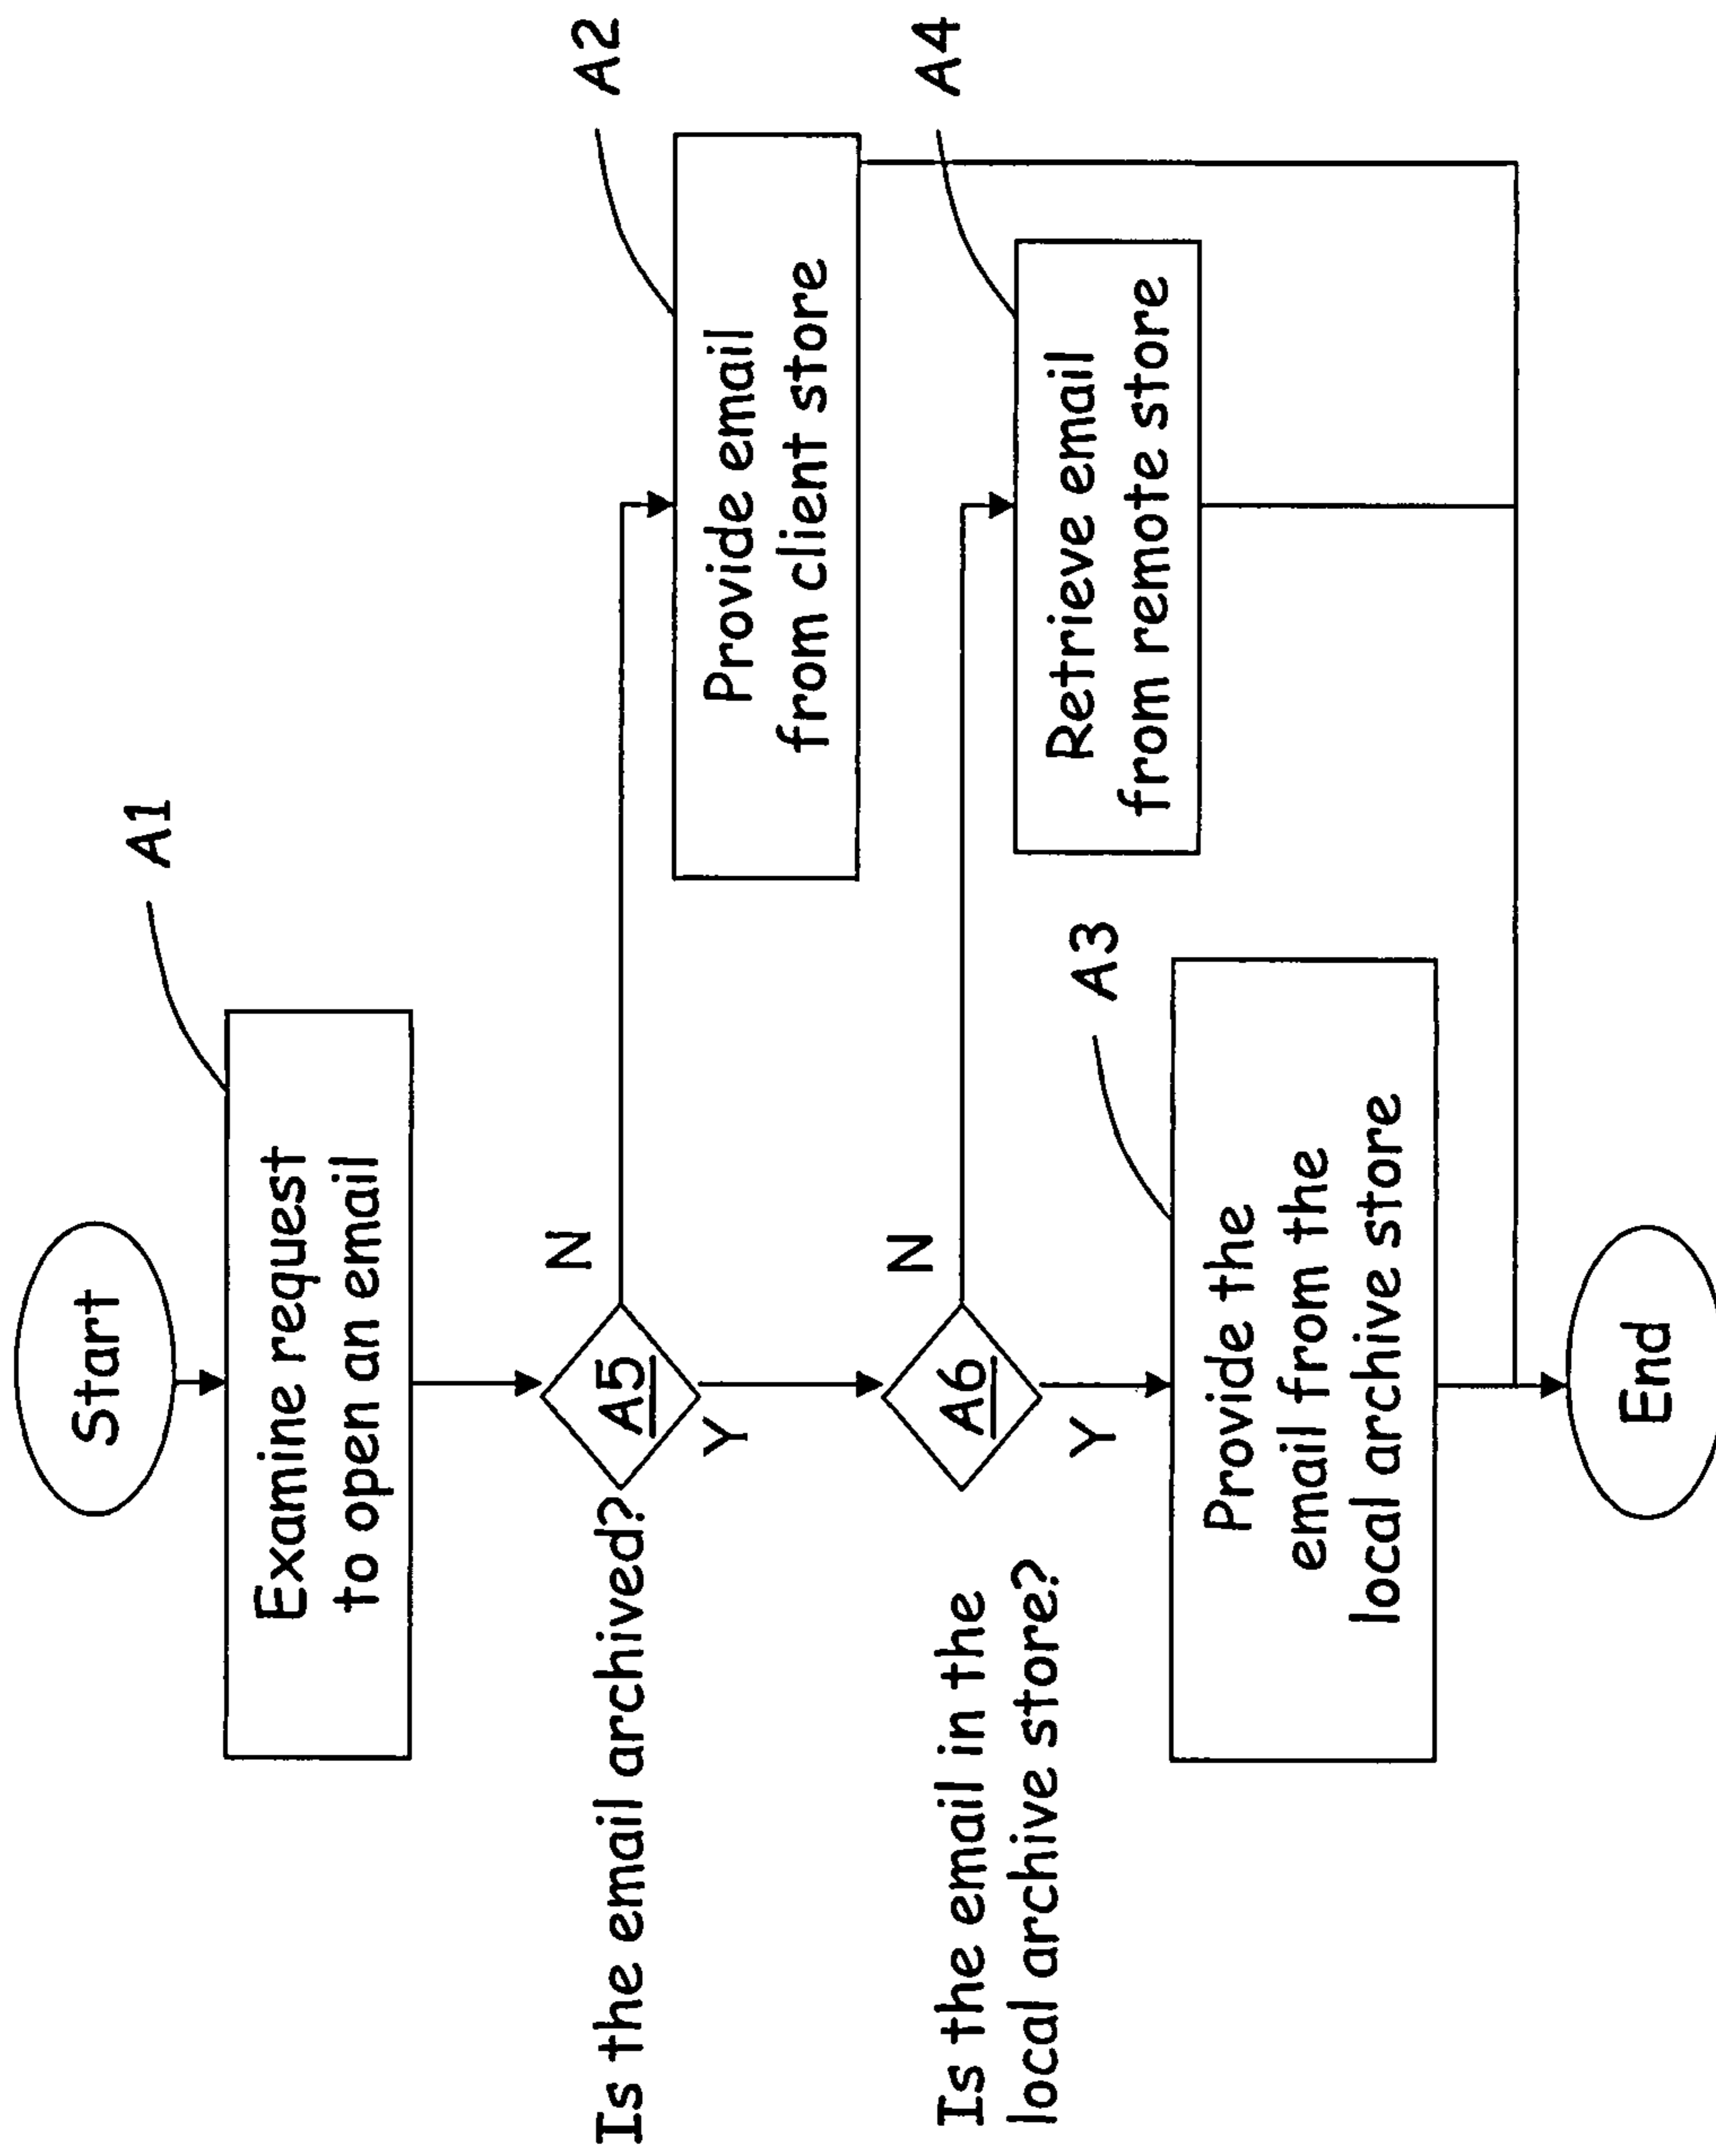 Start
A1
Examine request
to open an email
Is the email archived?
A5
N
Y
A2
Provide email
from client store
Is the email in the
local archive store?
A6
N
Y
A4
Retrieve email
from remote store
A3
Provide the
email from the
local archive store
End